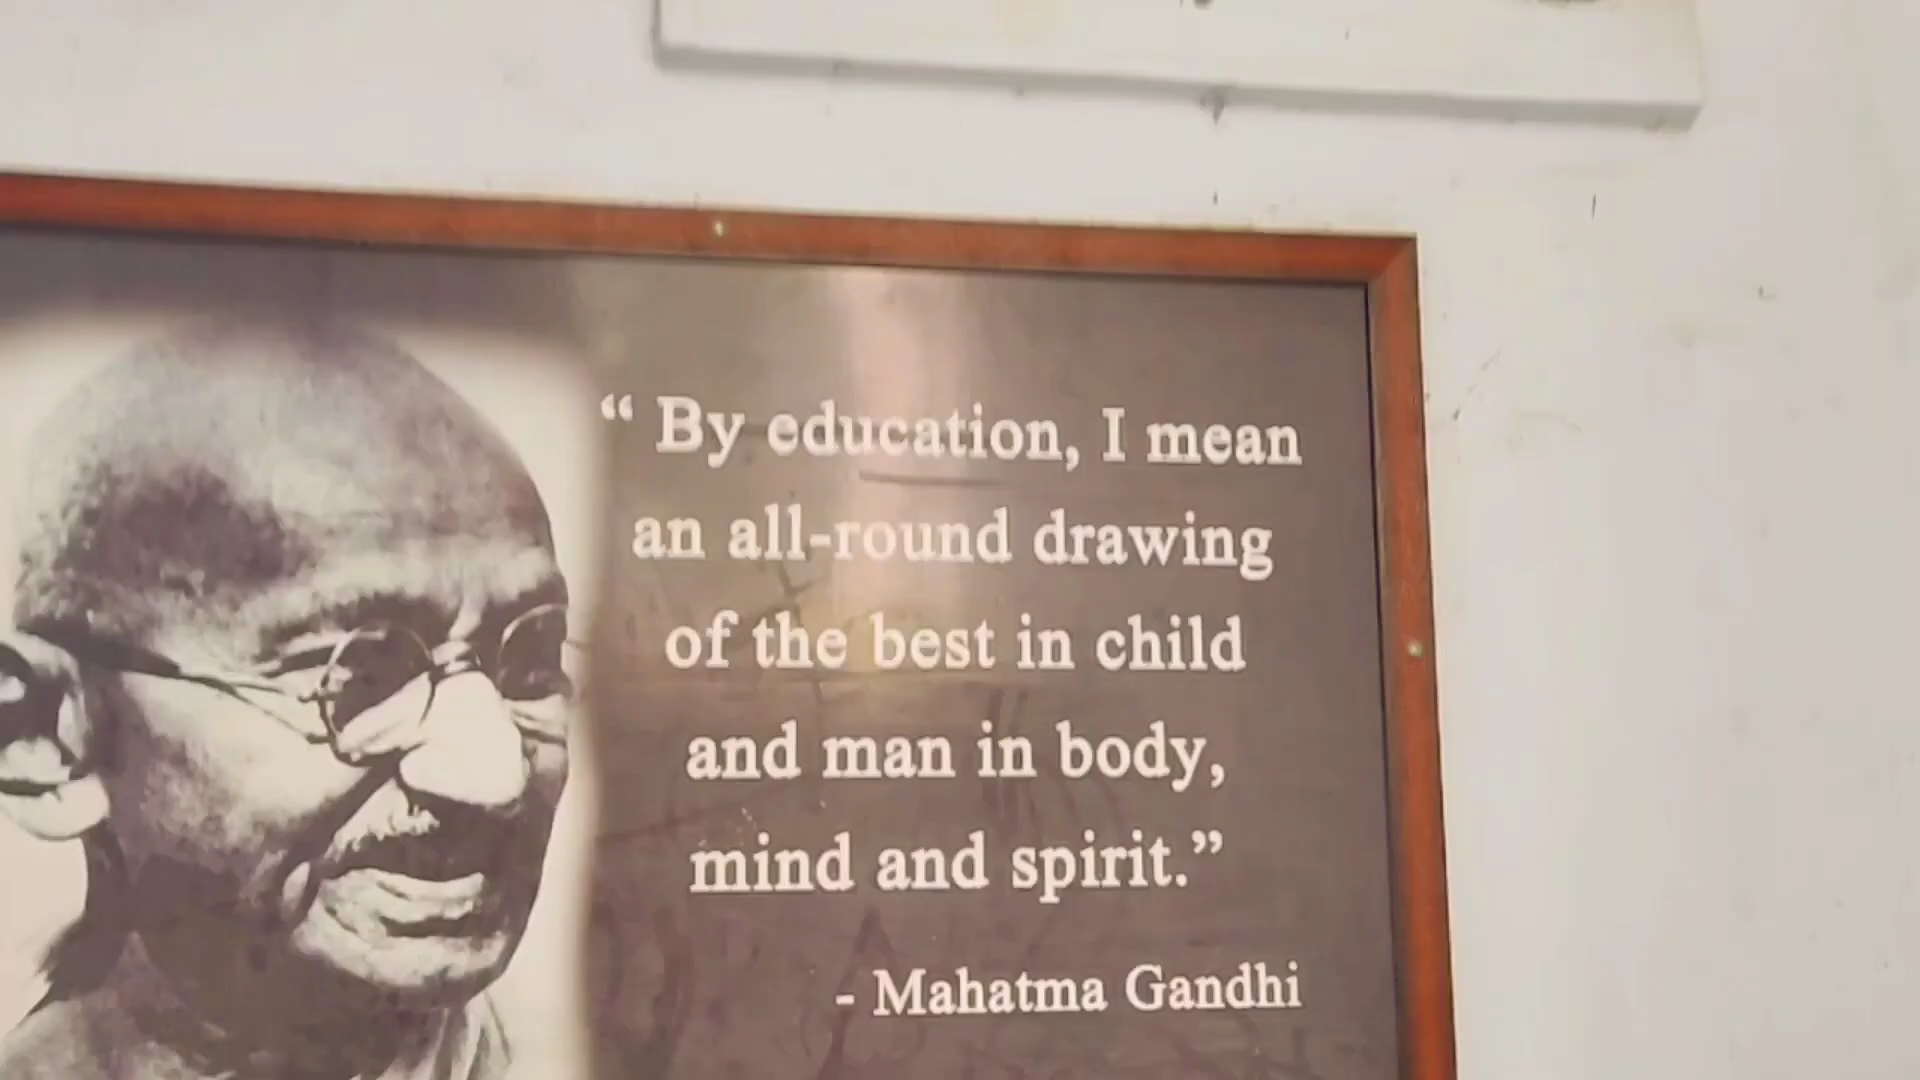 “ By education, I mean
an all-round drawing
of the best in child
and man in body,
mind and spirit.”
- Mahatma Gandhi